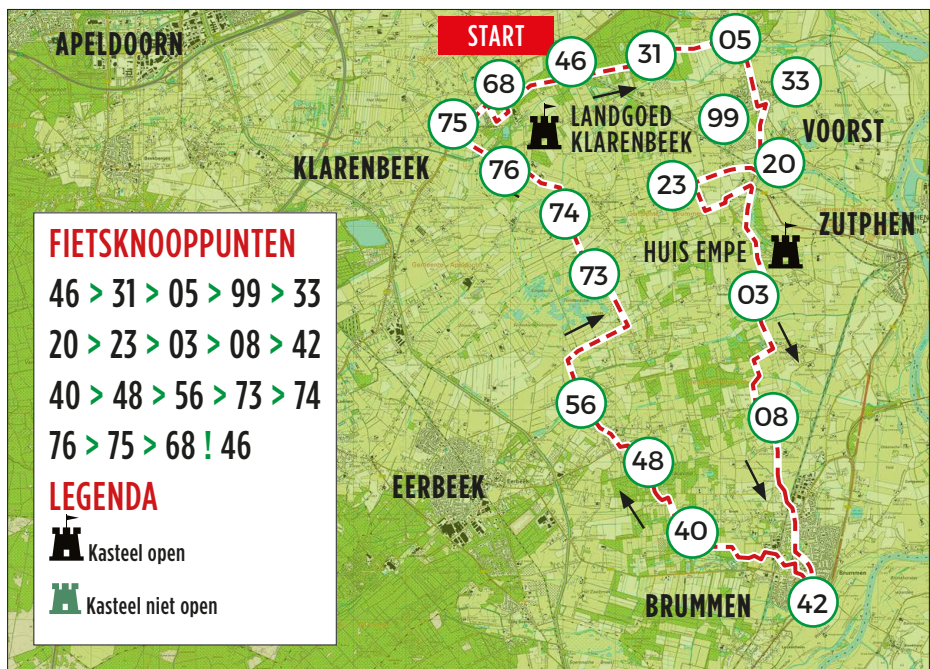 APELDOORN
START
46
31
05
68
33
75
99
LANDGOED
KLARENBEEK
VOORST
KLARENBEEK
76
20
23
74
ZUTPHEN
HUIS EMPE
73
03
FIETSKNOOPPUNTEN
46 > 31 > 05 > 99 > 33
20 > 23 > 03 > 08 > 42
40 > 48 > 56 > 73 > 74
76 > 75 > 68 ! 46
LEGENDA
Kasteel open
Kasteel niet open
56
08
48
EERBEEK
40
Brummen
BRUMMEN
42